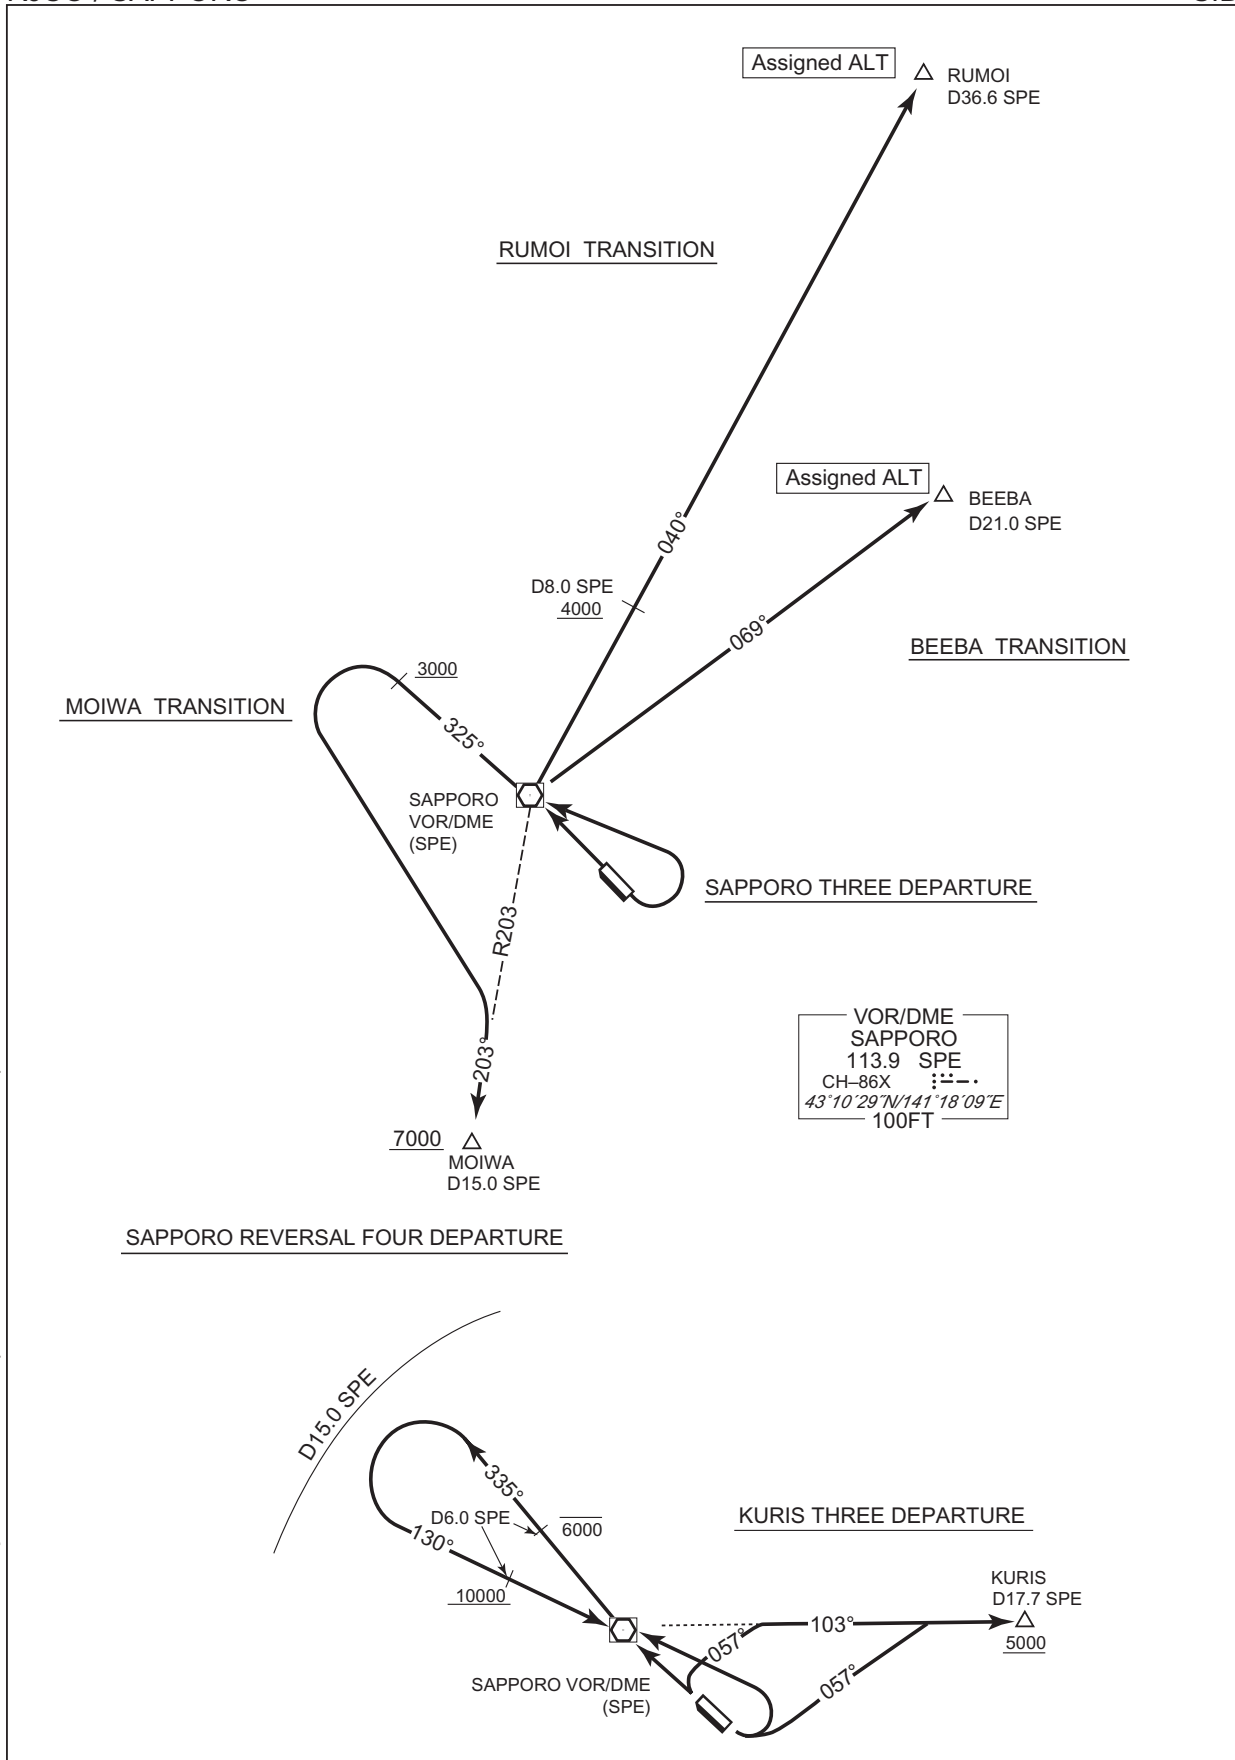 Assigned ALT
RUMOI
D36.6 SPE
RUMOI TRANSITION
040°
Assigned ALT
BEEBA
D21.0 SPE
D8.0 SPE
4000
069°
BEEBA TRANSITION
3000
MOIWA TRANSITION
325°
SAPPORO
VOR/DME
(SPE)
SAPPORO THREE DEPARTURE
R203
VOR/DME
SAPPORO
113.9 SPE
CH–86X
43°10´29˝N/141°18´09˝E
100FT
203°
7000
MOIWA
D15.0 SPE
SAPPORO REVERSAL FOUR DEPARTURE
D15.0 SPE
335°
D6.0 SPE
6000
130°
10000
KURIS THREE DEPARTURE
KURIS
D17.7 SPE
5000
103°
057°
057°
SAPPORO VOR/DME
(SPE)